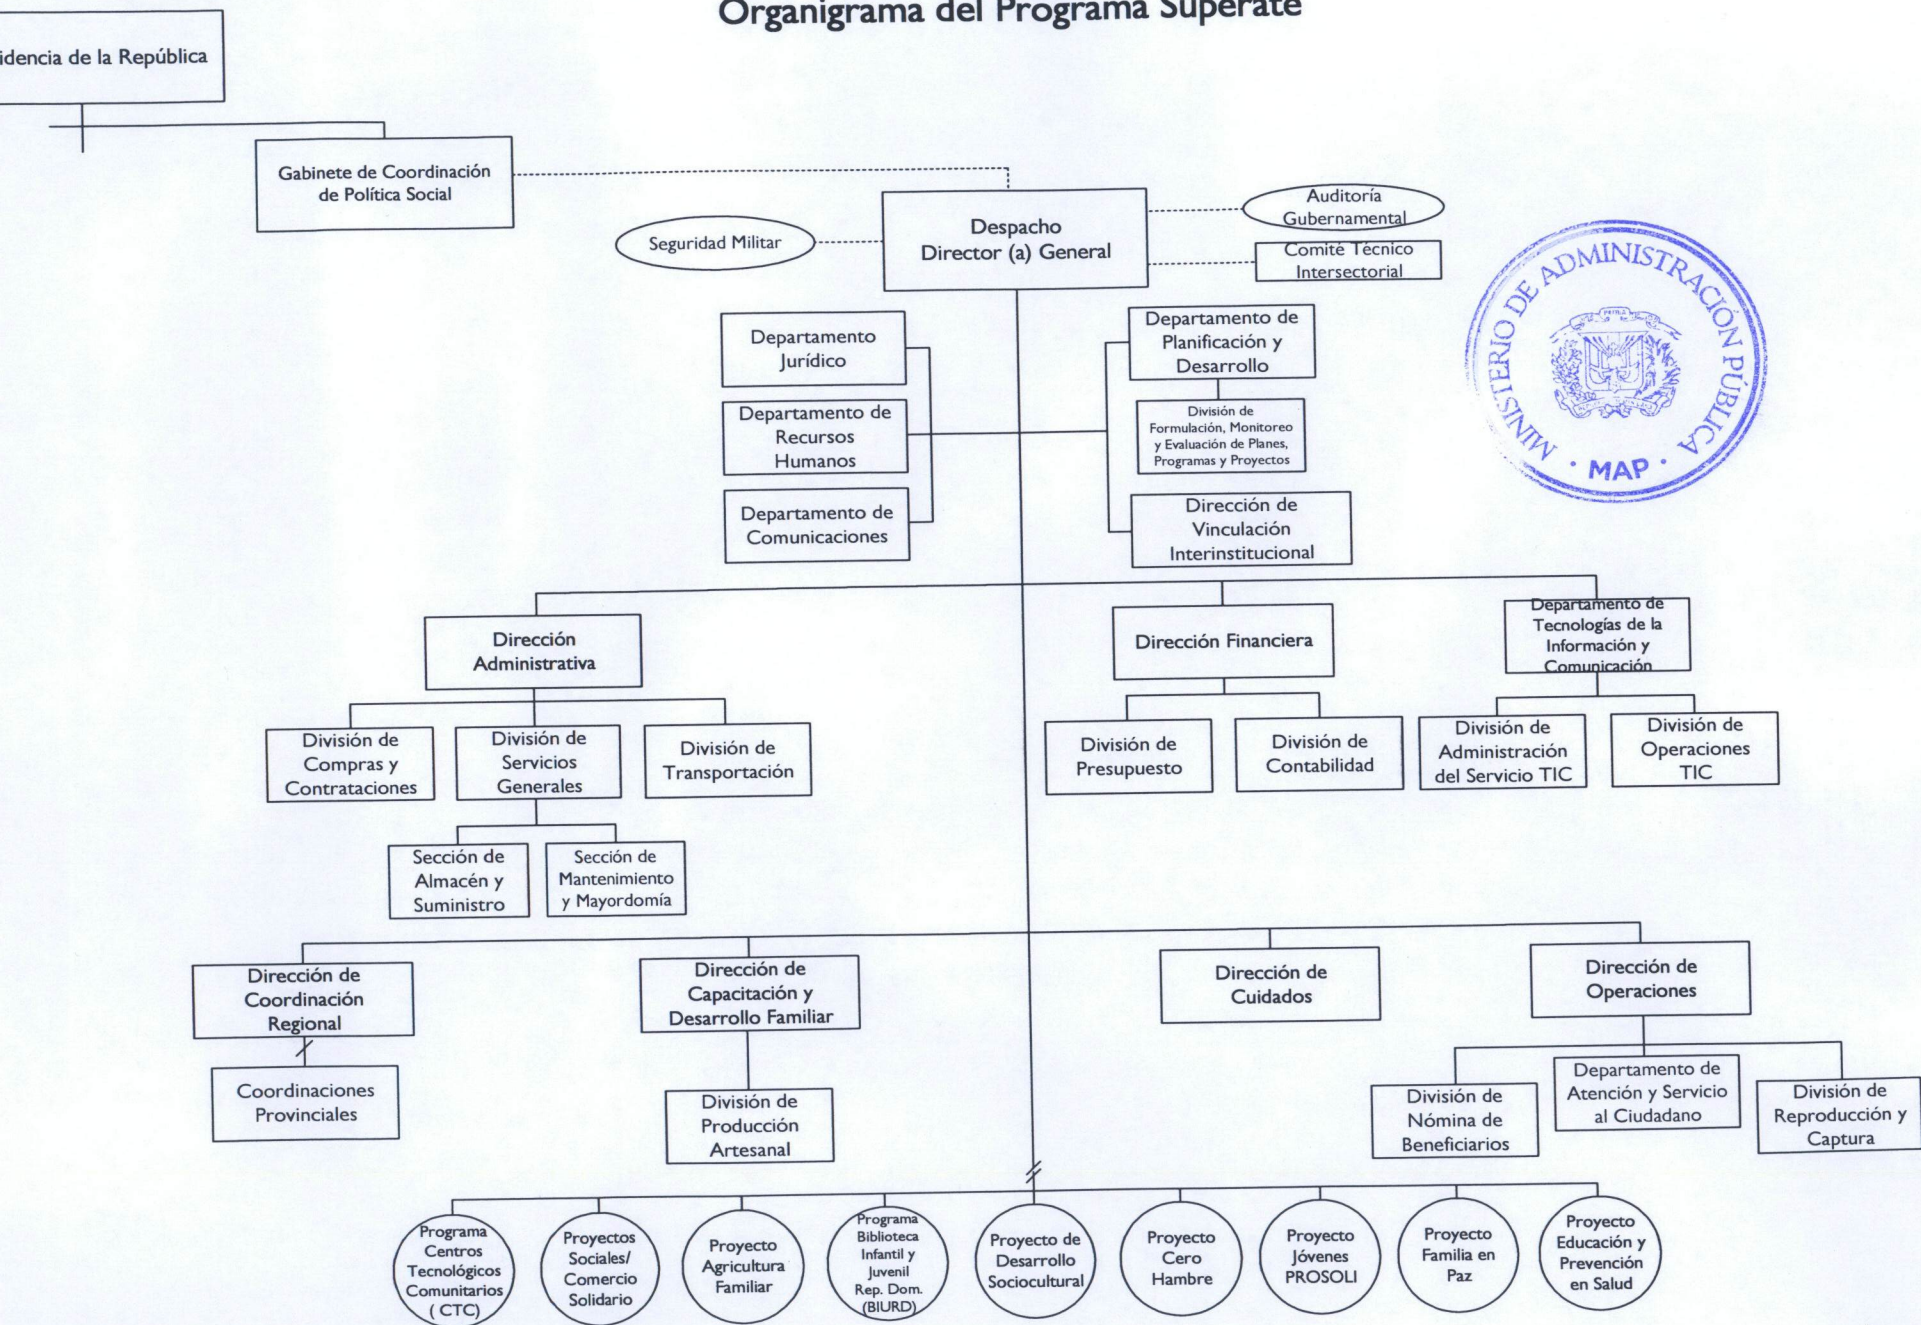 Organigrama del Programa Supérate
idencia de la República
Gabinete de Coordinación
de Política Social
Seguridad Militar
Despacho
Director (a) General
Auditoría
Gubernamental
Comité Técnico
Intersectorial
MINISTERIO DE ADMINISTRACIÓN PÚBLICA
· MAP ·
Departamento
Jurídico
Departamento de
Recursos
Humanos
Departamento de
Comunicaciones
Departamento de
Planificación y
Desarrollo
División de
Formulación, Monitoreo
y Evaluación de Planes,
Programas y Proyectos
Dirección de
Vinculación
Interinstitucional
Dirección
Administrativa
Dirección Financiera
Departamento de
Tecnologías de la
Información y
Comunicación
División de
Compras y
Contrataciones
División de
Servicios
Generales
División de
Transportación
División de
Presupuesto
División de
Contabilidad
División de
Administración
del Servicio TIC
División de
Operaciones
TIC
Sección de
Almacén y
Suministro
Sección de
Mantenimiento
y Mayordomía
Dirección de
Coordinación
Regional
Dirección de
Capacitación y
Desarrollo Familiar
Dirección de
Cuidados
Dirección de
Operaciones
Coordinaciones
Provinciales
División de
Producción
Artesanal
División de
Nómina de
Beneficiarios
Departamento de
Atención y Servicio
al Ciudadano
División de
Reproducción y
Captura
Programa
Centros
Tecnológicos
Comunitarios
( CTC)
Proyectos
Sociales/
Comercio
Solidario
Proyecto
Agricultura
Familiar
Programa
Biblioteca
Infantil y
Juvenil
Rep. Dom.
(BIURD)
Proyecto de
Desarrollo
Sociocultural
Proyecto
Cero
Hambre
Proyecto
Jóvenes
PROSOLI
Proyecto
Familia en
Paz
Proyecto
Educación y
Prevención
en Salud